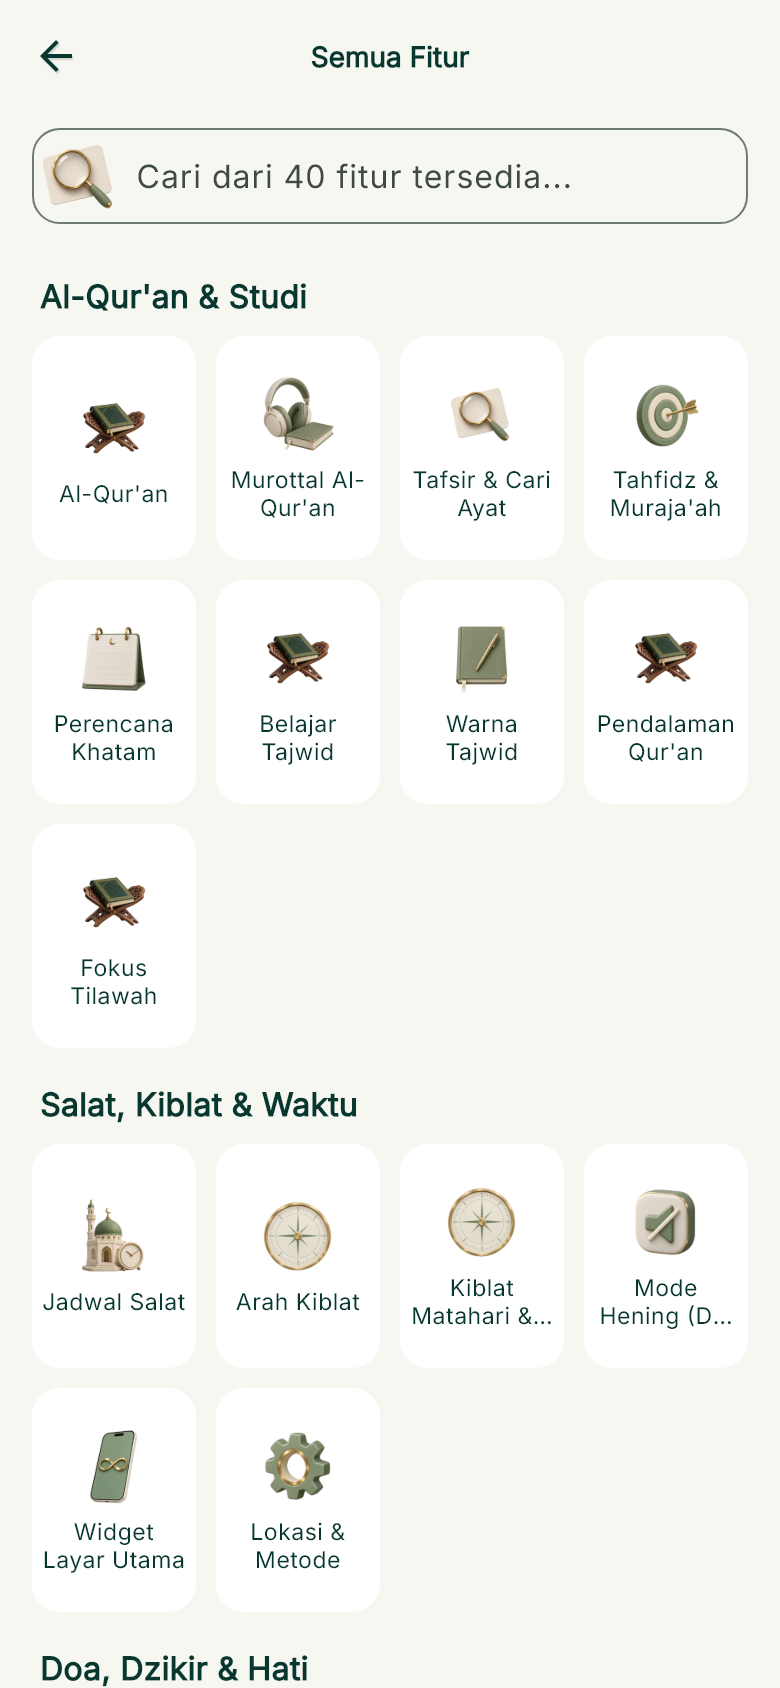 Semua Fitur
Cari dari 40 fitur tersedia...
Al-Qur'an & Studi
Al-Qur'an
Murottal Al-
Qur'an
Tafsir & Cari
Ayat
Tahfidz &
Muraja'ah
Perencana
Khatam
Belajar
Tajwid
Warna
Tajwid
Pendalaman
Qur'an
Fokus
Tilawah
Salat, Kiblat & Waktu
Jadwal Salat
Arah Kiblat
Kiblat
Matahari &...
Mode
Hening (D...
Widget
Layar Utama
Lokasi &
Metode
Doa, Dzikir & Hati